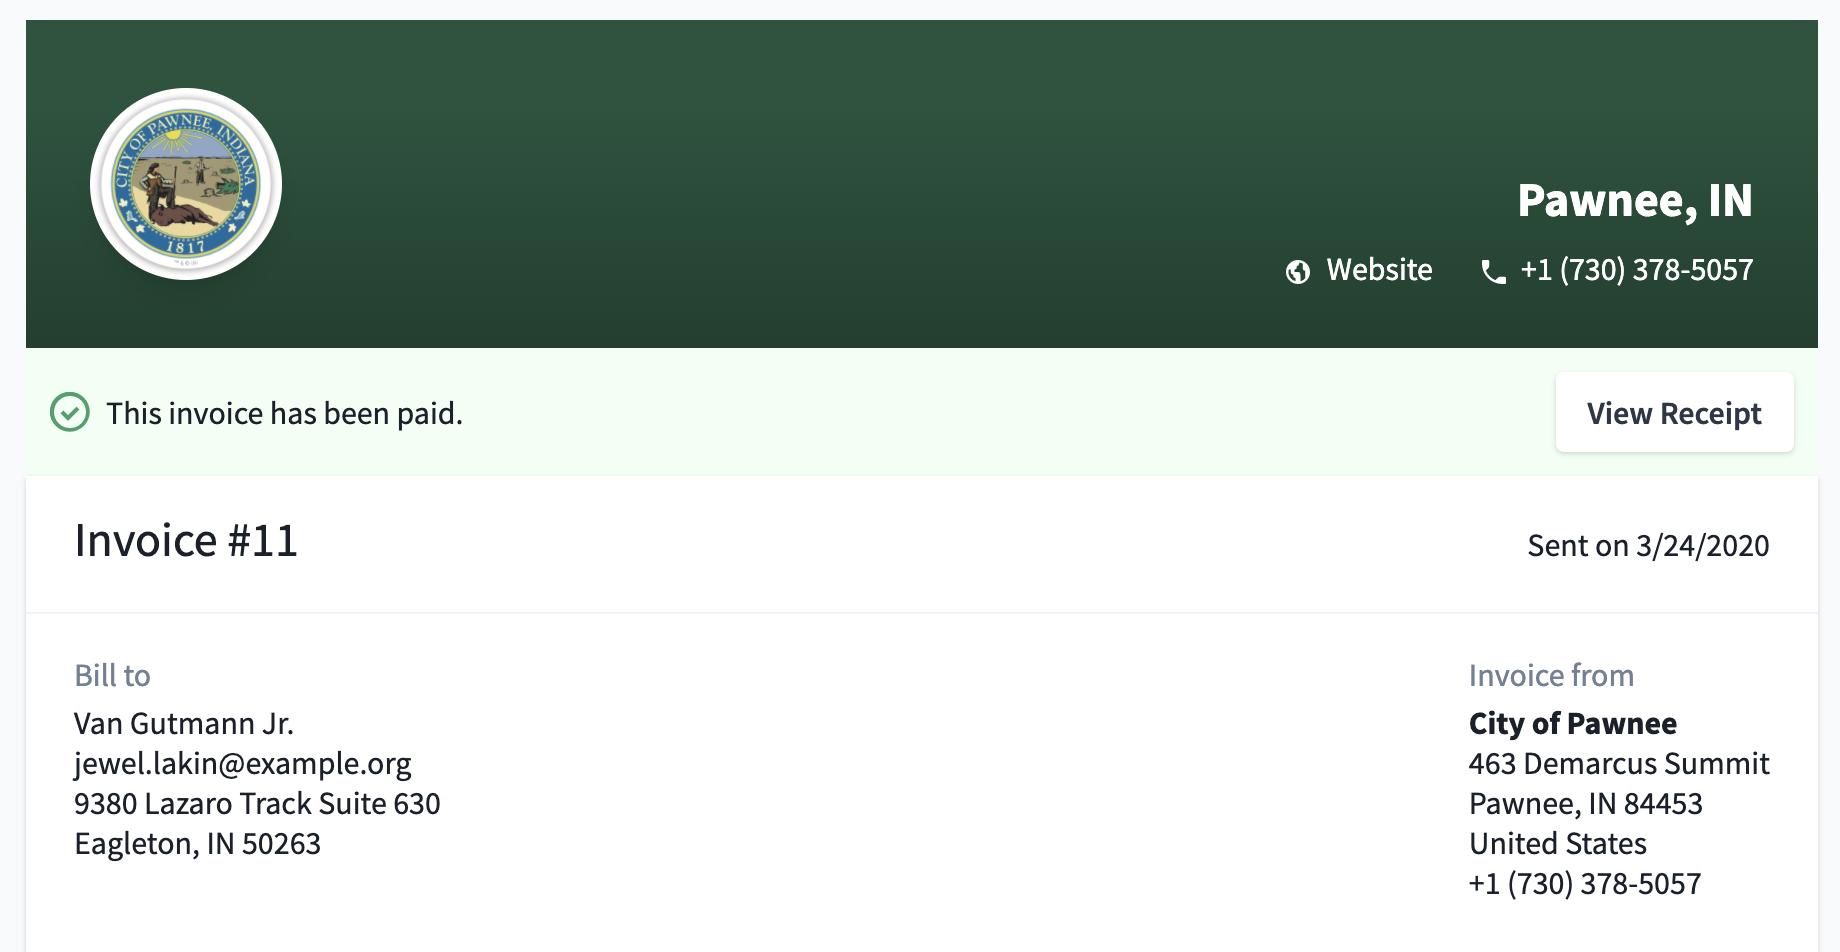 CITY OF PAWNEE, INDIANA
1817
Pawnee, IN
Website
+1 (730) 378-5057
This invoice has been paid.
View Receipt
Invoice #11
Sent on 3/24/2020
Bill to
Van Gutmann Jr.
jewel.lakin@example.org
9380 Lazaro Track Suite 630
Eagleton, IN 50263
Invoice from
City of Pawnee
463 Demarcus Summit
Pawnee, IN 84453
United States
+1 (730) 378-5057